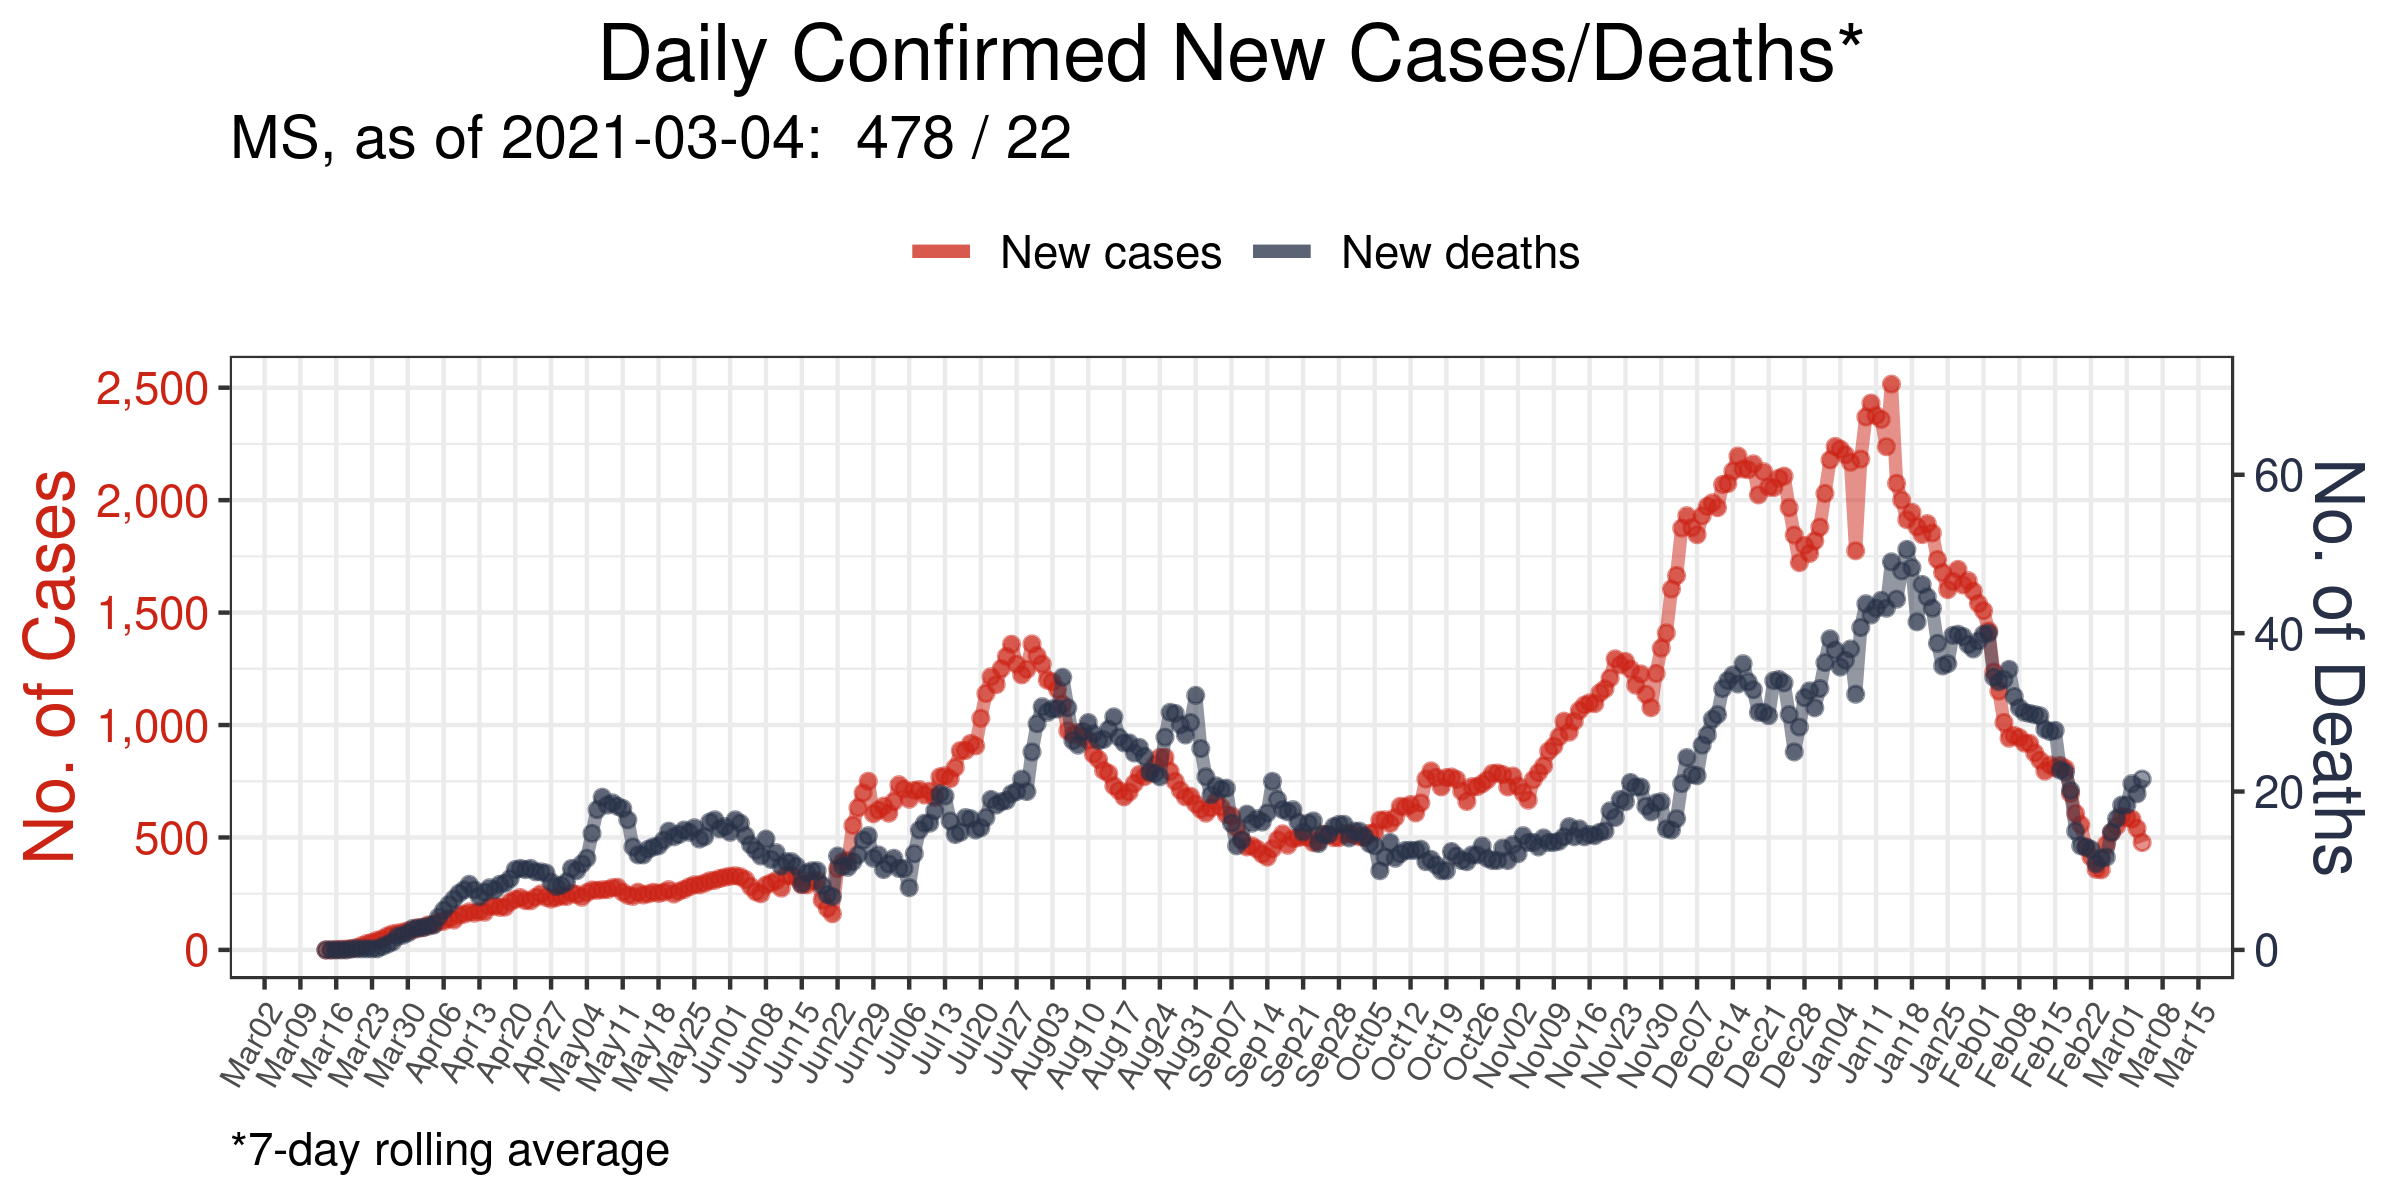 Daily Confirmed New Cases/Deaths*
MS, as of 2021-03-04:  478 / 22
New cases New deaths
No. of Cases
2,500
2,000
1,500
1,000
500
0
60
40
20
0
No. of Deaths
Mar02 Mar09 Mar16 Mar23 Mar30 Apr06 Apr13 Apr20 Apr27 May04 May11 May18 May25 Jun01 Jun08 Jun15 Jun22 Jun29 Jul06 Jul13 Jul20 Jul27 Aug03 Aug10 Aug17 Aug24 Aug31 Sep07 Sep14 Sep21 Sep28 Oct05 Oct12 Oct19 Oct26 Nov02 Nov09 Nov16 Nov23 Nov30 Dec07 Dec14 Dec21 Dec28 Jan04 Jan11 Jan18 Jan25 Feb01 Feb08 Feb15 Feb22 Mar01 Mar08 Mar15
*7-day rolling average